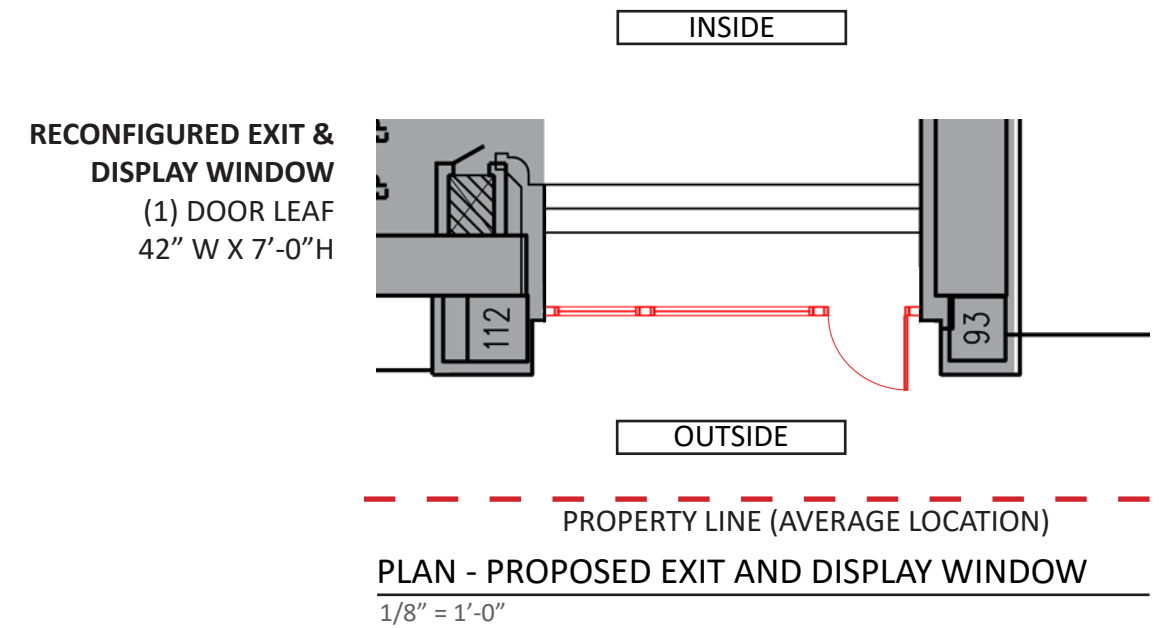 INSIDE
RECONFIGURED EXIT &
DISPLAY WINDOW
(1) DOOR LEAF
42” W X 7’-0”H
112
93
OUTSIDE
PROPERTY LINE (AVERAGE LOCATION)
PLAN - PROPOSED EXIT AND DISPLAY WINDOW
1/8” = 1’-0”